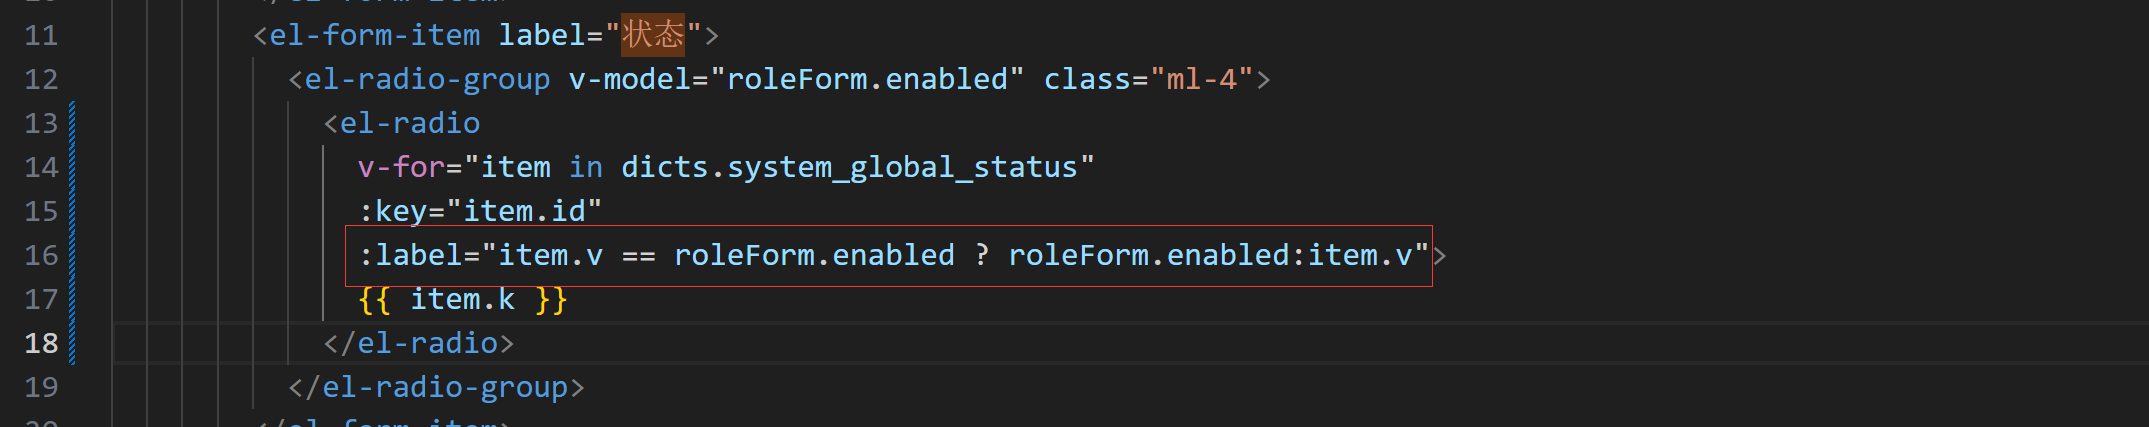 11 <el-form-item label="状态">
12 <el-radio-group v-model="roleForm.enabled" class="ml-4">
13 <el-radio
14 v-for="item in dicts.system_global_status"
15 :key="item.id"
16 :label="item.v == roleForm.enabled ? roleForm.enabled:item.v">
17 {{ item.k }}
18 </el-radio>
19 </el-radio-group>